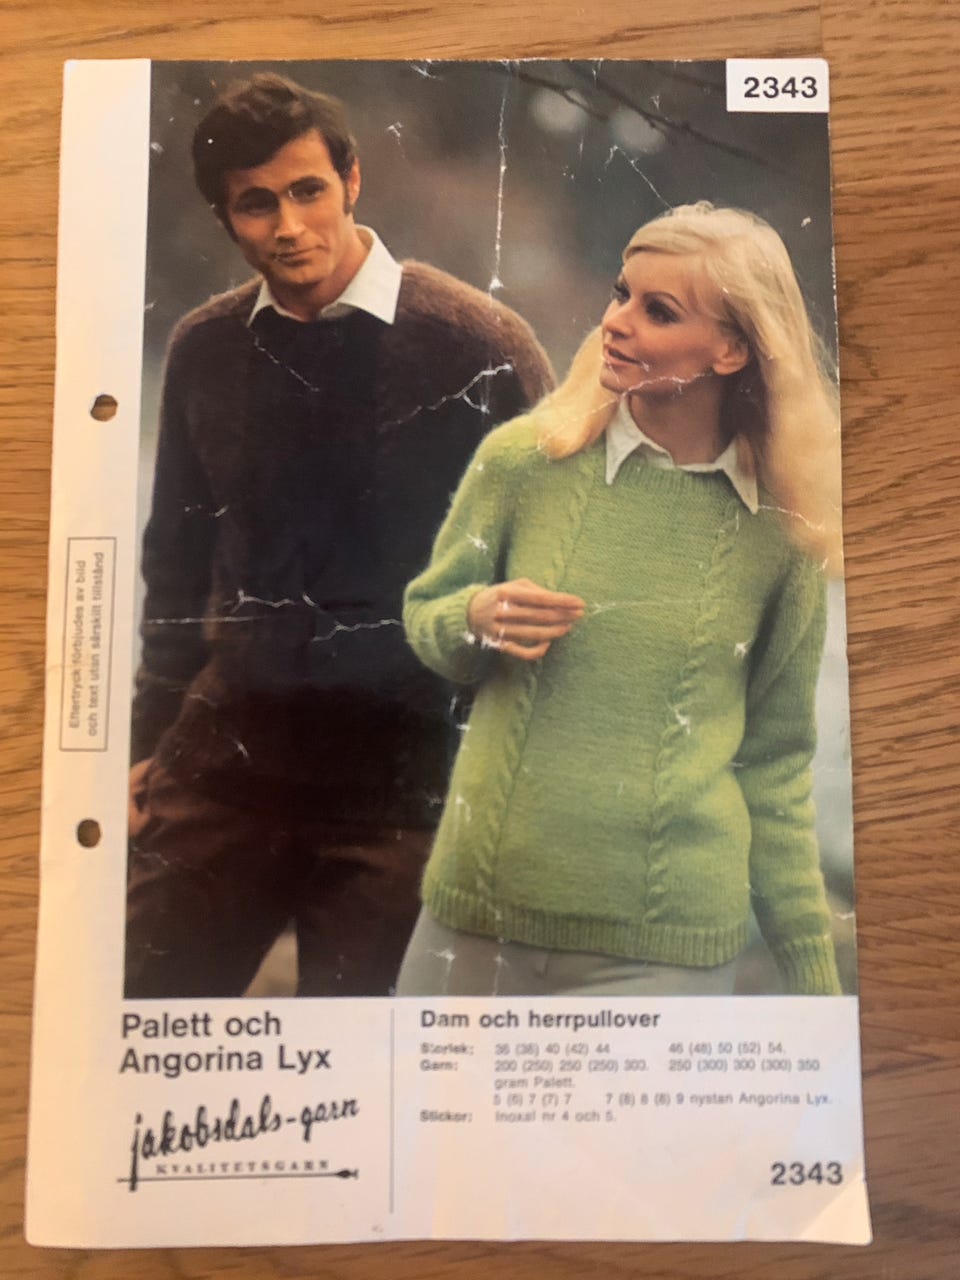 2343
Eftertryck förbjudes av bild
och text utan särskilt tillstånd
Palett och
Angorina Lyx
jakobsdals-garn
KVALITETSGARN
Dam och herrpullover
Storlek: 36 (38) 40 (42) 44 46 (48) 50 (52) 54.
Garn: 200 (250) 250 (250) 300. 250 (300) 300 (300) 350
gram Palett.
5 (6) 7 (7) 7 7 (8) 8 (8) 9 nystan Angorina Lyx.
Stickor: Inoxal nr 4 och 5.
2343